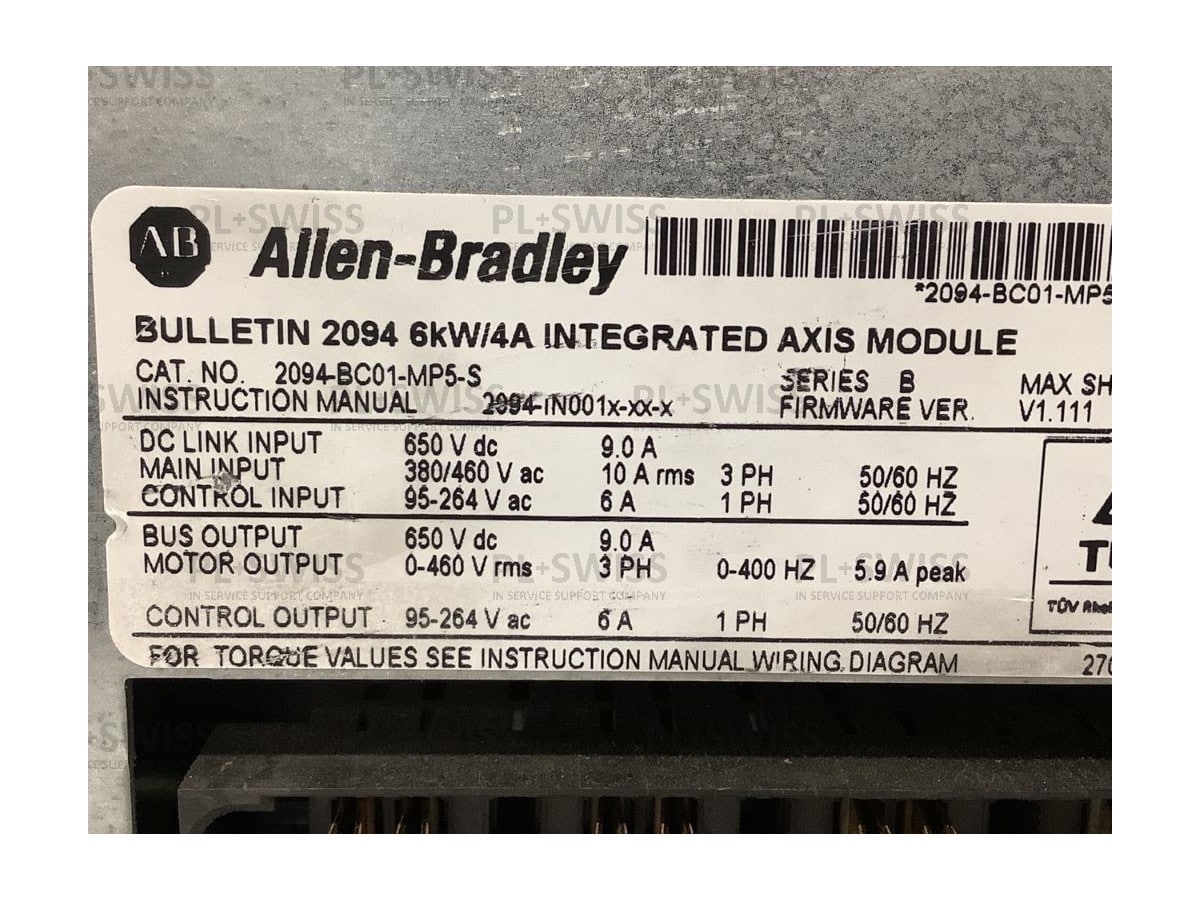 PL+SWISS
IN SERVICE SUPPORT COMPANY
AB Allen-Bradley
*2094-BC01-MP5
BULLETIN 2094 6kW/4A INTEGRATED AXIS MODULE
CAT. NO. 2094-BC01-MP5-S SERIES B MAX SH
INSTRUCTION MANUAL 2094-IN001x-xx-x FIRMWARE VER. V1.111
DC LINK INPUT 650 V dc 9.0 A
MAIN INPUT 380/460 V ac 10 A rms 3 PH 50/60 HZ
CONTROL INPUT 95-264 V ac 6 A 1 PH 50/60 HZ
BUS OUTPUT 650 V dc 9.0 A
MOTOR OUTPUT 0-460 V rms 3 PH 0-400 HZ 5.9 A peak
CONTROL OUTPUT 95-264 V ac 6 A 1 PH 50/60 HZ
TÜV
FOR TORQUE VALUES SEE INSTRUCTION MANUAL WIRING DIAGRAM 270